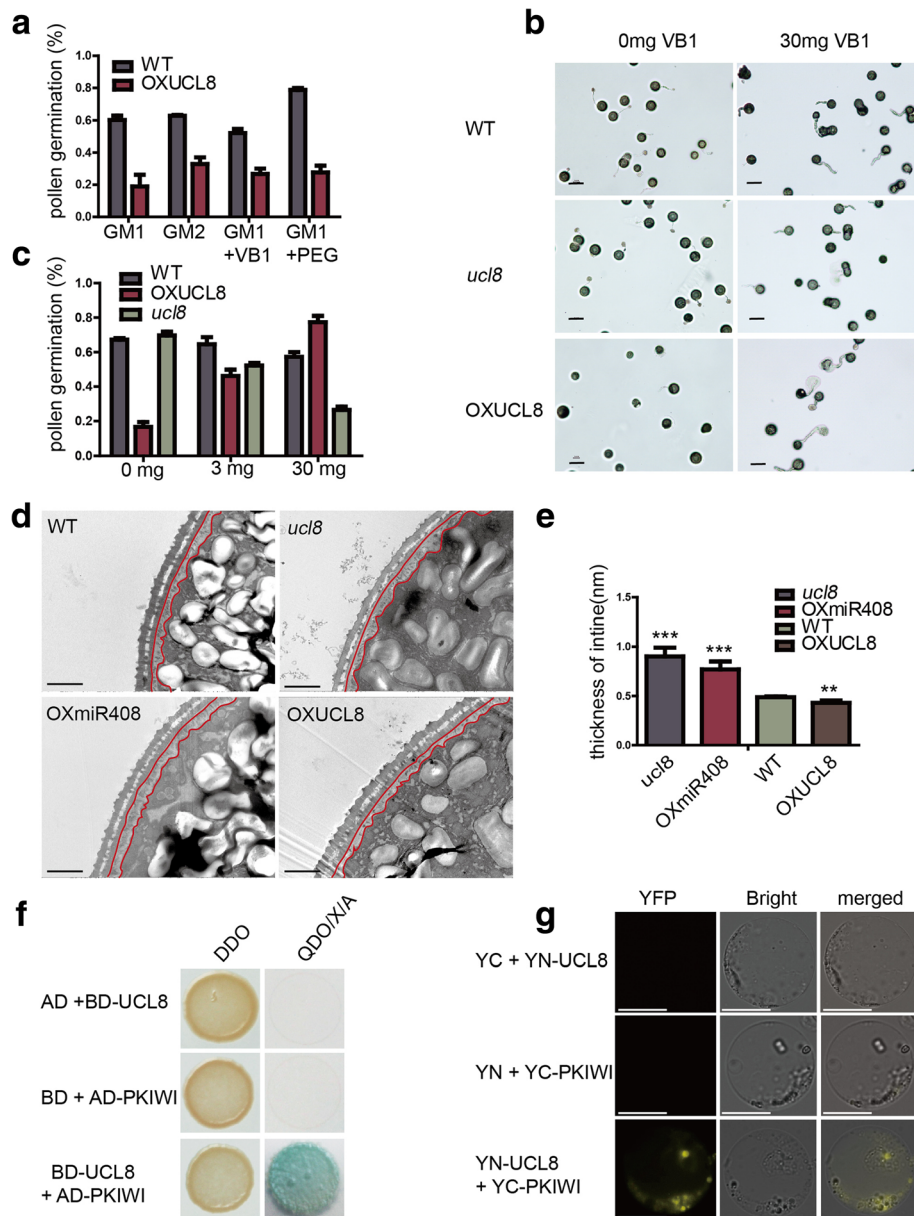 a
pollen germination (%)
1.0
0.8
0.6
0.4
0.2
0.0
WT
OXUCL8
GM1
GM2
GM1
+VB1
GM1
+PEG
b
0mg VB1
30mg VB1
WT
ucl8
OXUCL8
c
pollen germination (%)
1.0
0.8
0.6
0.4
0.2
0.0
WT
OXUCL8
ucl8
0 mg
3 mg
30 mg
d
WT
ucl8
OXmiR408
OXUCL8
e
thickness of intine(nm)
1.5
1.0
0.5
0.0
ucl8
OXmiR408
WT
OXUCL8
***
***
**
ucl8
OXmiR408
WT
OXUCL8
f
DDO
QDO/X/A
AD +BD-UCL8
BD + AD-PKIWI
BD-UCL8
+ AD-PKIWI
g
YFP
Bright
merged
YC + YN-UCL8
YN + YC-PKIWI
YN-UCL8
+ YC-PKIWI